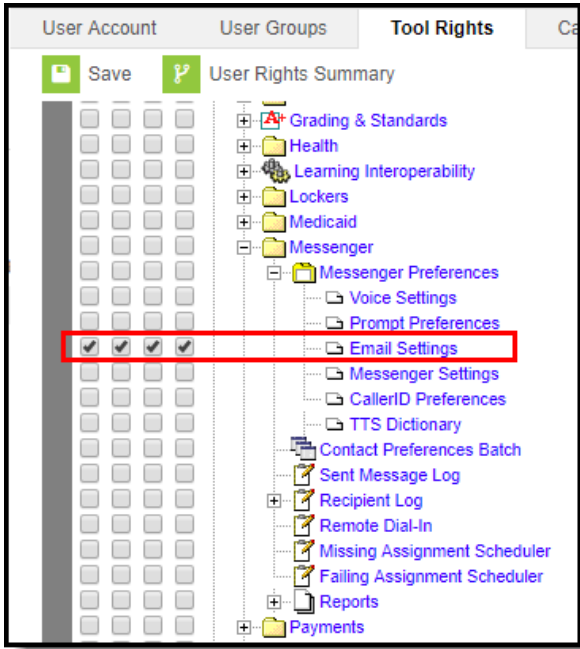 User Account User Groups Tool Rights Ca
Save User Rights Summary
A+ Grading & Standards
Health
Learning Interoperability
Lockers
Medicaid
Messenger
Messenger Preferences
Voice Settings
Prompt Preferences
Email Settings
Messenger Settings
CallerID Preferences
TTS Dictionary
Contact Preferences Batch
Sent Message Log
Recipient Log
Remote Dial-In
Missing Assignment Scheduler
Failing Assignment Scheduler
Reports
Payments